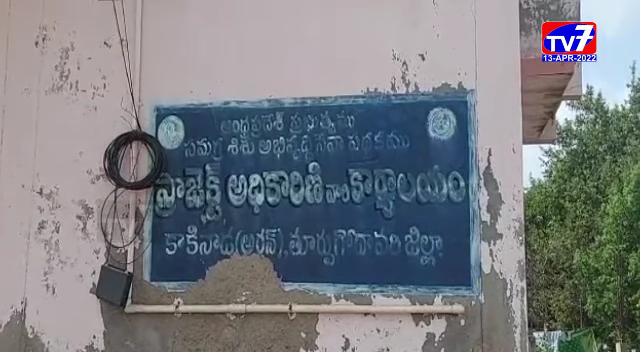 TV7
13-APR-2022
ఆంధ్రప్రదేశ్ ప్రభుత్వము
సమగ్ర శిశు అభివృద్ధి సేవా పథకము
ప్రాజెక్ట్ అధికారిణి వారి కార్యాలయం
కాకినాడ(అర్బన్), తూర్పుగోదావరి జిల్లా